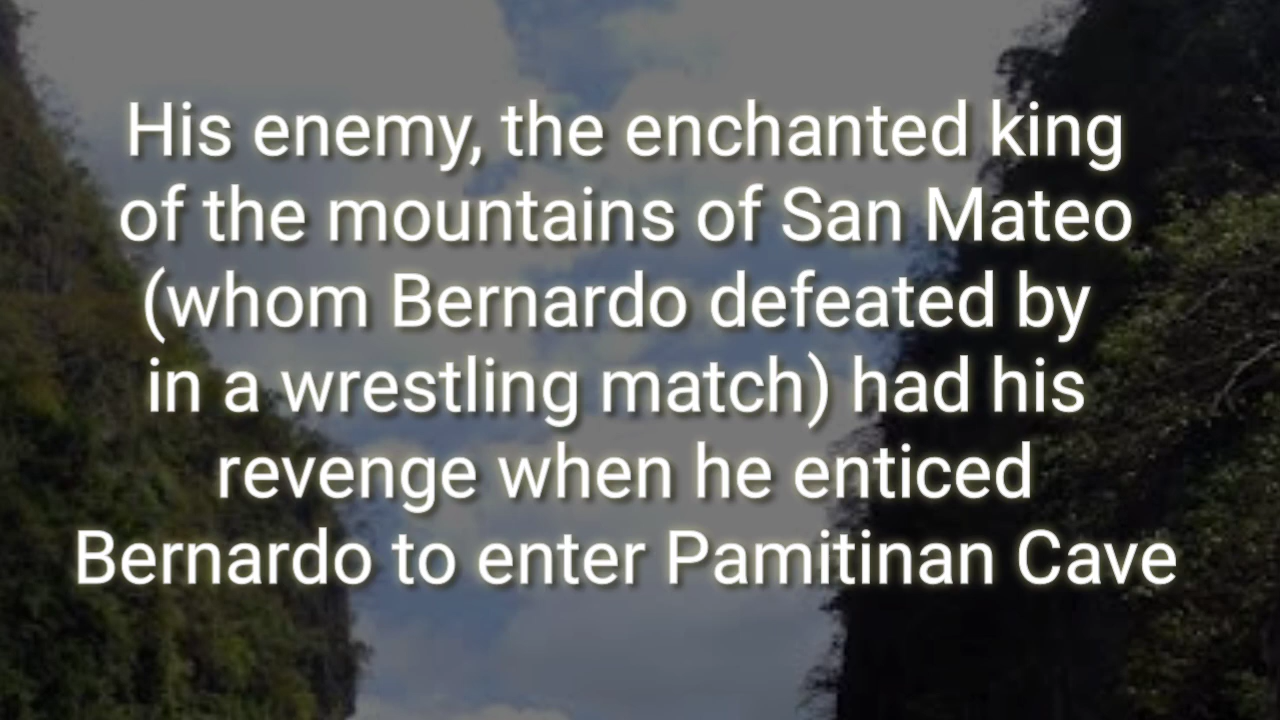 His enemy, the enchanted king
of the mountains of San Mateo
(whom Bernardo defeated by
in a wrestling match) had his
revenge when he enticed
Bernardo to enter Pamitinan Cave